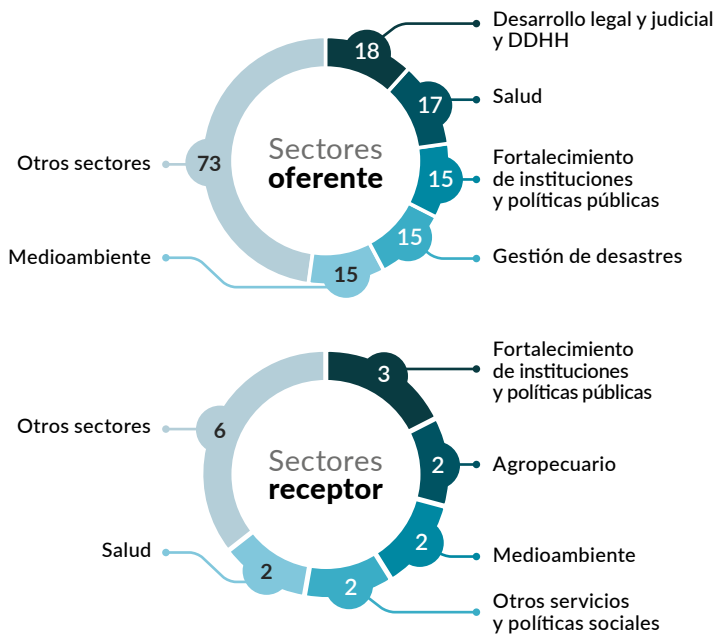 Desarrollo legal y judicial
y DDHH
18
Salud
17
Fortalecimiento
de instituciones
y políticas públicas
15
Gestión de desastres
15
Medioambiente
15
Otros sectores
73
Sectores
oferente
Fortalecimiento
de instituciones
y políticas públicas
3
Agropecuario
2
Medioambiente
2
Otros servicios
y políticas sociales
2
Salud
2
Otros sectores
6
Sectores
receptor